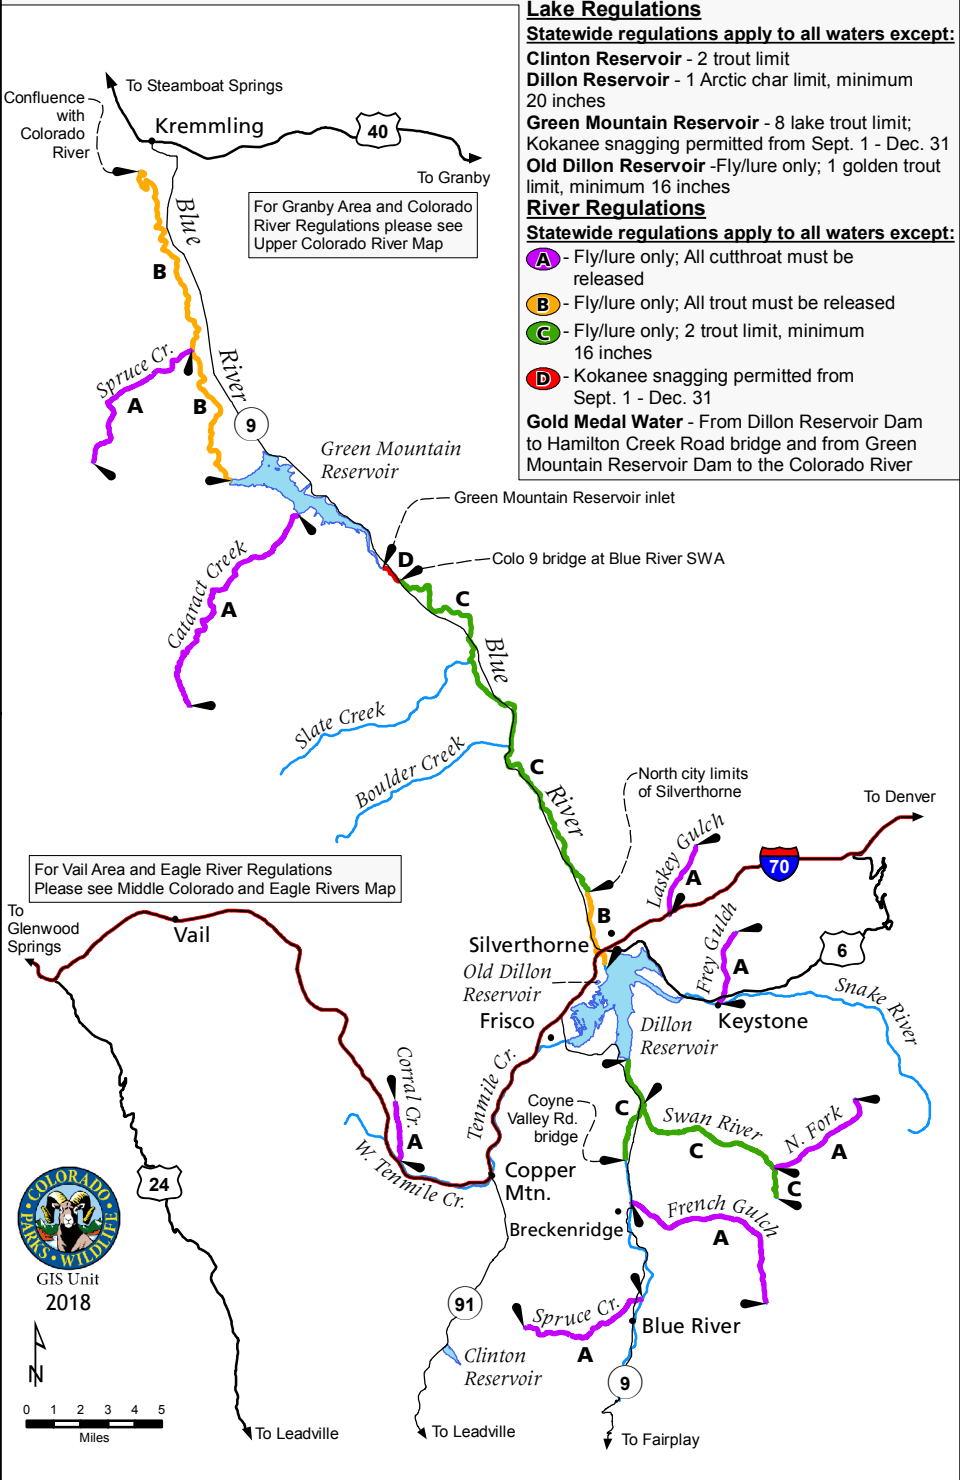 Lake Regulations
Statewide regulations apply to all waters except:
Clinton Reservoir - 2 trout limit
Dillon Reservoir - 1 Arctic char limit, minimum
20 inches
Green Mountain Reservoir - 8 lake trout limit;
Kokanee snagging permitted from Sept. 1 - Dec. 31
Old Dillon Reservoir -Fly/lure only; 1 golden trout
limit, minimum 16 inches
River Regulations
Statewide regulations apply to all waters except:
A - Fly/lure only; All cutthroat must be
released
B - Fly/lure only; All trout must be released
C - Fly/lure only; 2 trout limit, minimum
16 inches
D - Kokanee snagging permitted from
Sept. 1 - Dec. 31
Gold Medal Water - From Dillon Reservoir Dam
to Hamilton Creek Road bridge and from Green
Mountain Reservoir Dam to the Colorado River
To Steamboat Springs
Confluence
with
Colorado
River
Kremmling
40
To Granby
For Granby Area and Colorado
River Regulations please see
Upper Colorado River Map
Blue
B
River
Spruce Cr.
A
B
9
Green Mountain
Reservoir
Green Mountain Reservoir inlet
D
Colo 9 bridge at Blue River SWA
Cataract Creek
A
C
Blue
Slate Creek
Boulder Creek
C
River
North city limits
of Silverthorne
To Denver
Laskey Gulch
A
70
For Vail Area and Eagle River Regulations
Please see Middle Colorado and Eagle Rivers Map
To
Glenwood
Springs
Vail
B
Silverthorne
Frey Gulch
A
6
Old Dillon
Reservoir
Snake River
Frisco
Dillon
Reservoir
Keystone
Corral Cr.
A
Tenmile Cr.
Coyne
Valley Rd.
bridge
C
Swan River
C
N. Fork
A
C
W. Tenmile Cr.
Copper
Mtn.
24
French Gulch
A
Breckenridge
COLORADO
PARKS • WILDLIFE
GIS Unit
2018
91
Spruce Cr.
A
Blue River
Clinton
Reservoir
9
N
0 1 2 3 4 5
Miles
To Leadville
To Leadville
To Fairplay